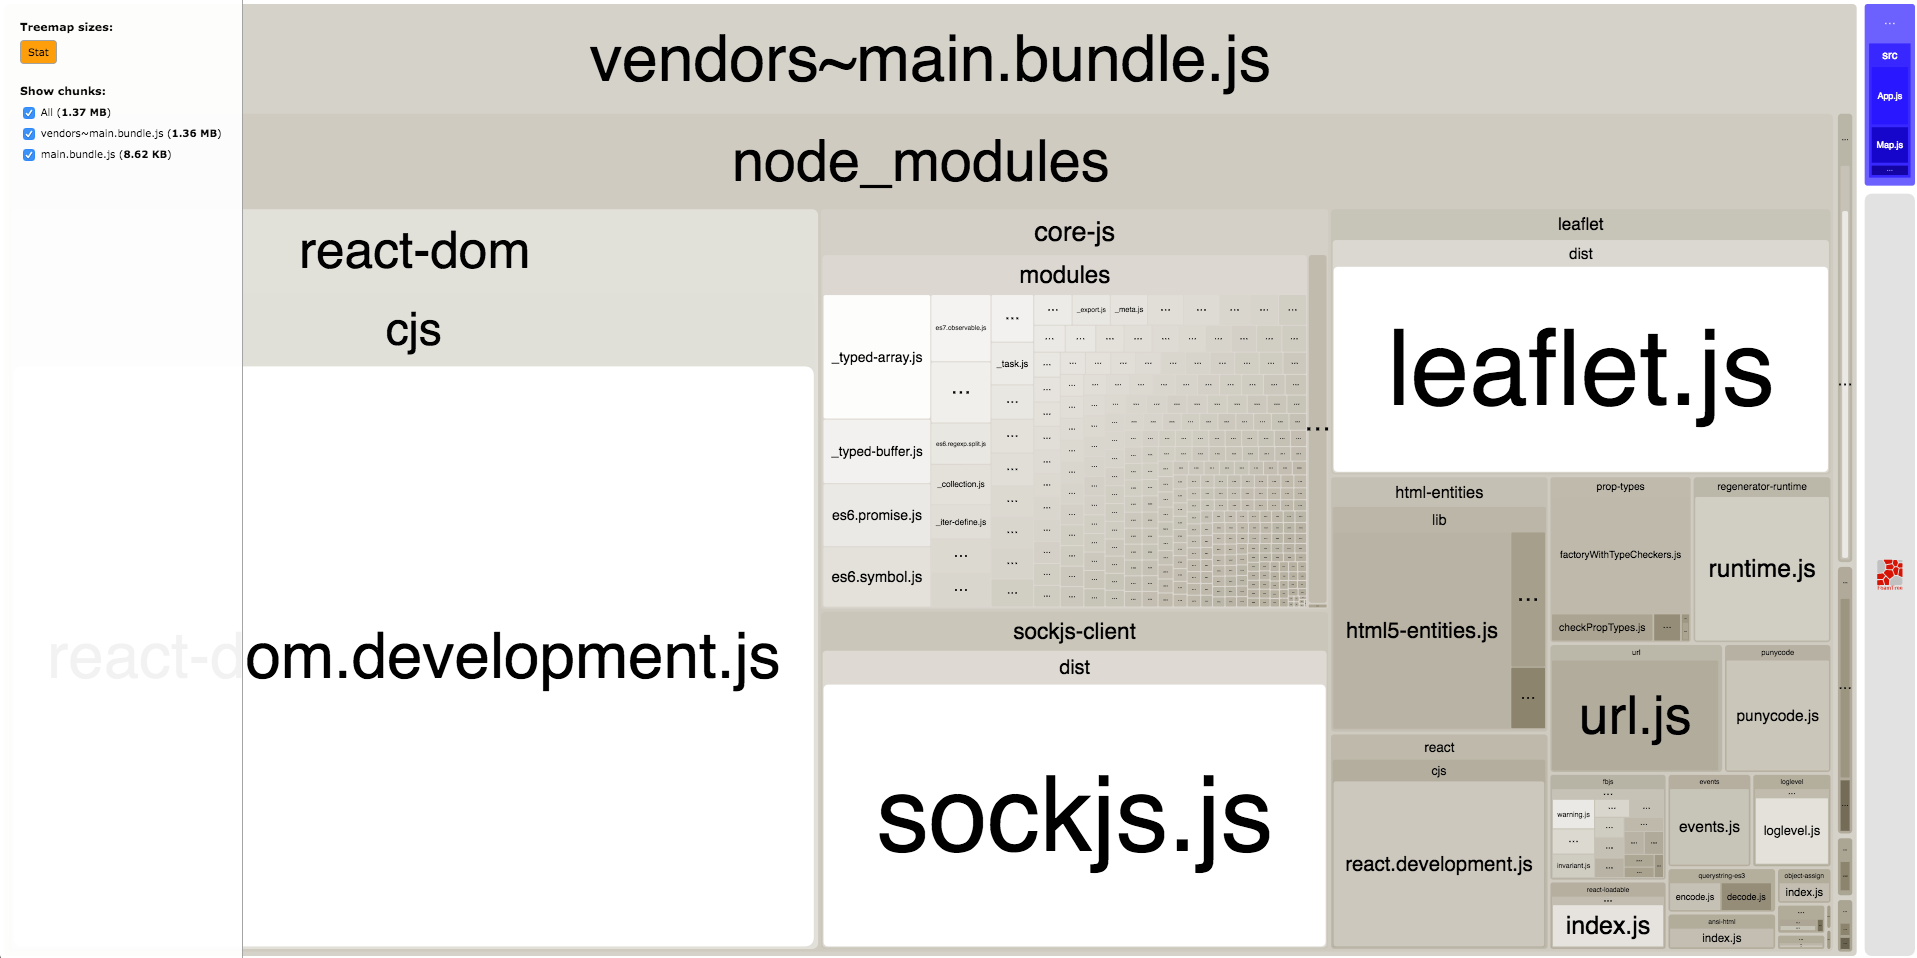 Treemap sizes:
Stat
Show chunks:
All (1.37 MB)
vendors~main.bundle.js (1.36 MB)
main.bundle.js (8.62 KB)
vendors~main.bundle.js
node_modules
react-dom
cjs
react-dom.development.js
core-js
modules
_typed-array.js
_typed-buffer.js
es6.promise.js
es6.symbol.js
es7.observable.js
...
es6.regexp.split.js
_collection.js
_iter-define.js
...
...
...
_task.js
...
_export.js
_meta.js
sockjs-client
dist
sockjs.js
leaflet
dist
leaflet.js
html-entities
lib
html5-entities.js
...
...
react
cjs
react.development.js
prop-types
factoryWithTypeCheckers.js
checkPropTypes.js
...
regenerator-runtime
runtime.js
url
url.js
punycode
punycode.js
fbjs
...
warning.js
...
invariant.js
react-loadable
...
index.js
events
events.js
loglevel
...
loglevel.js
querystring-es3
encode.js
decode.js
object-assign
index.js
ansi-html
index.js
...
src
App.js
Map.js
...
FoamTree